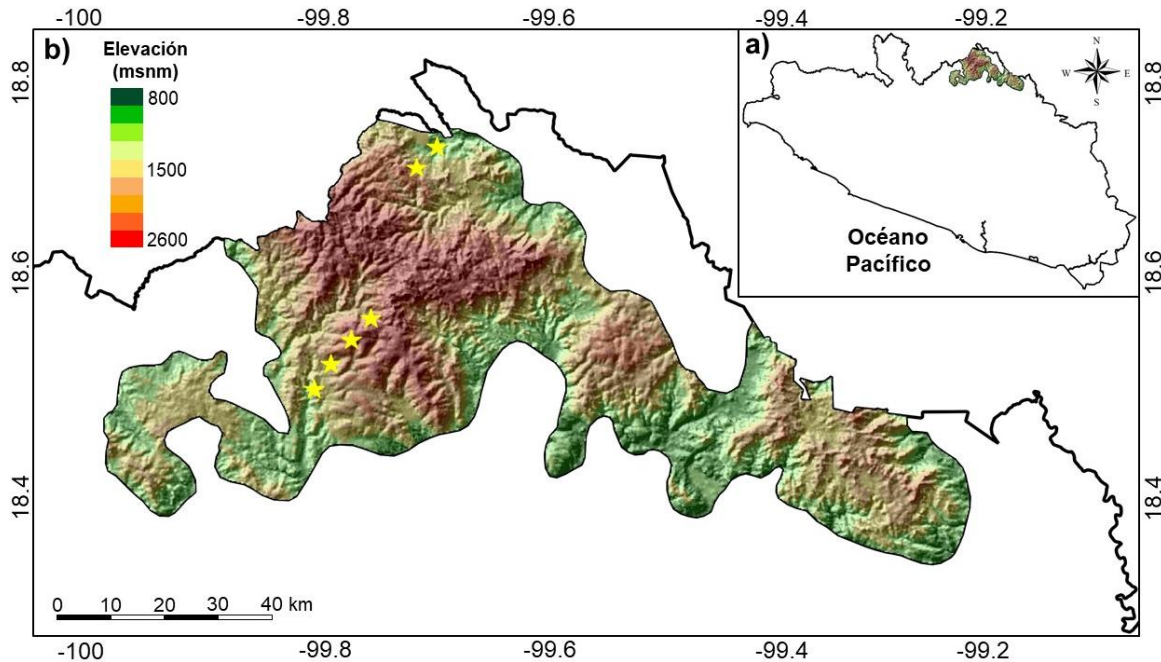 -100 -99.8 -99.6 -99.4 -99.2
b)
Elevación
(msnm)
800
1500
2600
a)
N
W E
S
Océano
Pacífico
18.8 18.8
18.6 18.6
18.4 18.4
0 10 20 30 40 km
-100 -99.8 -99.6 -99.4 -99.2